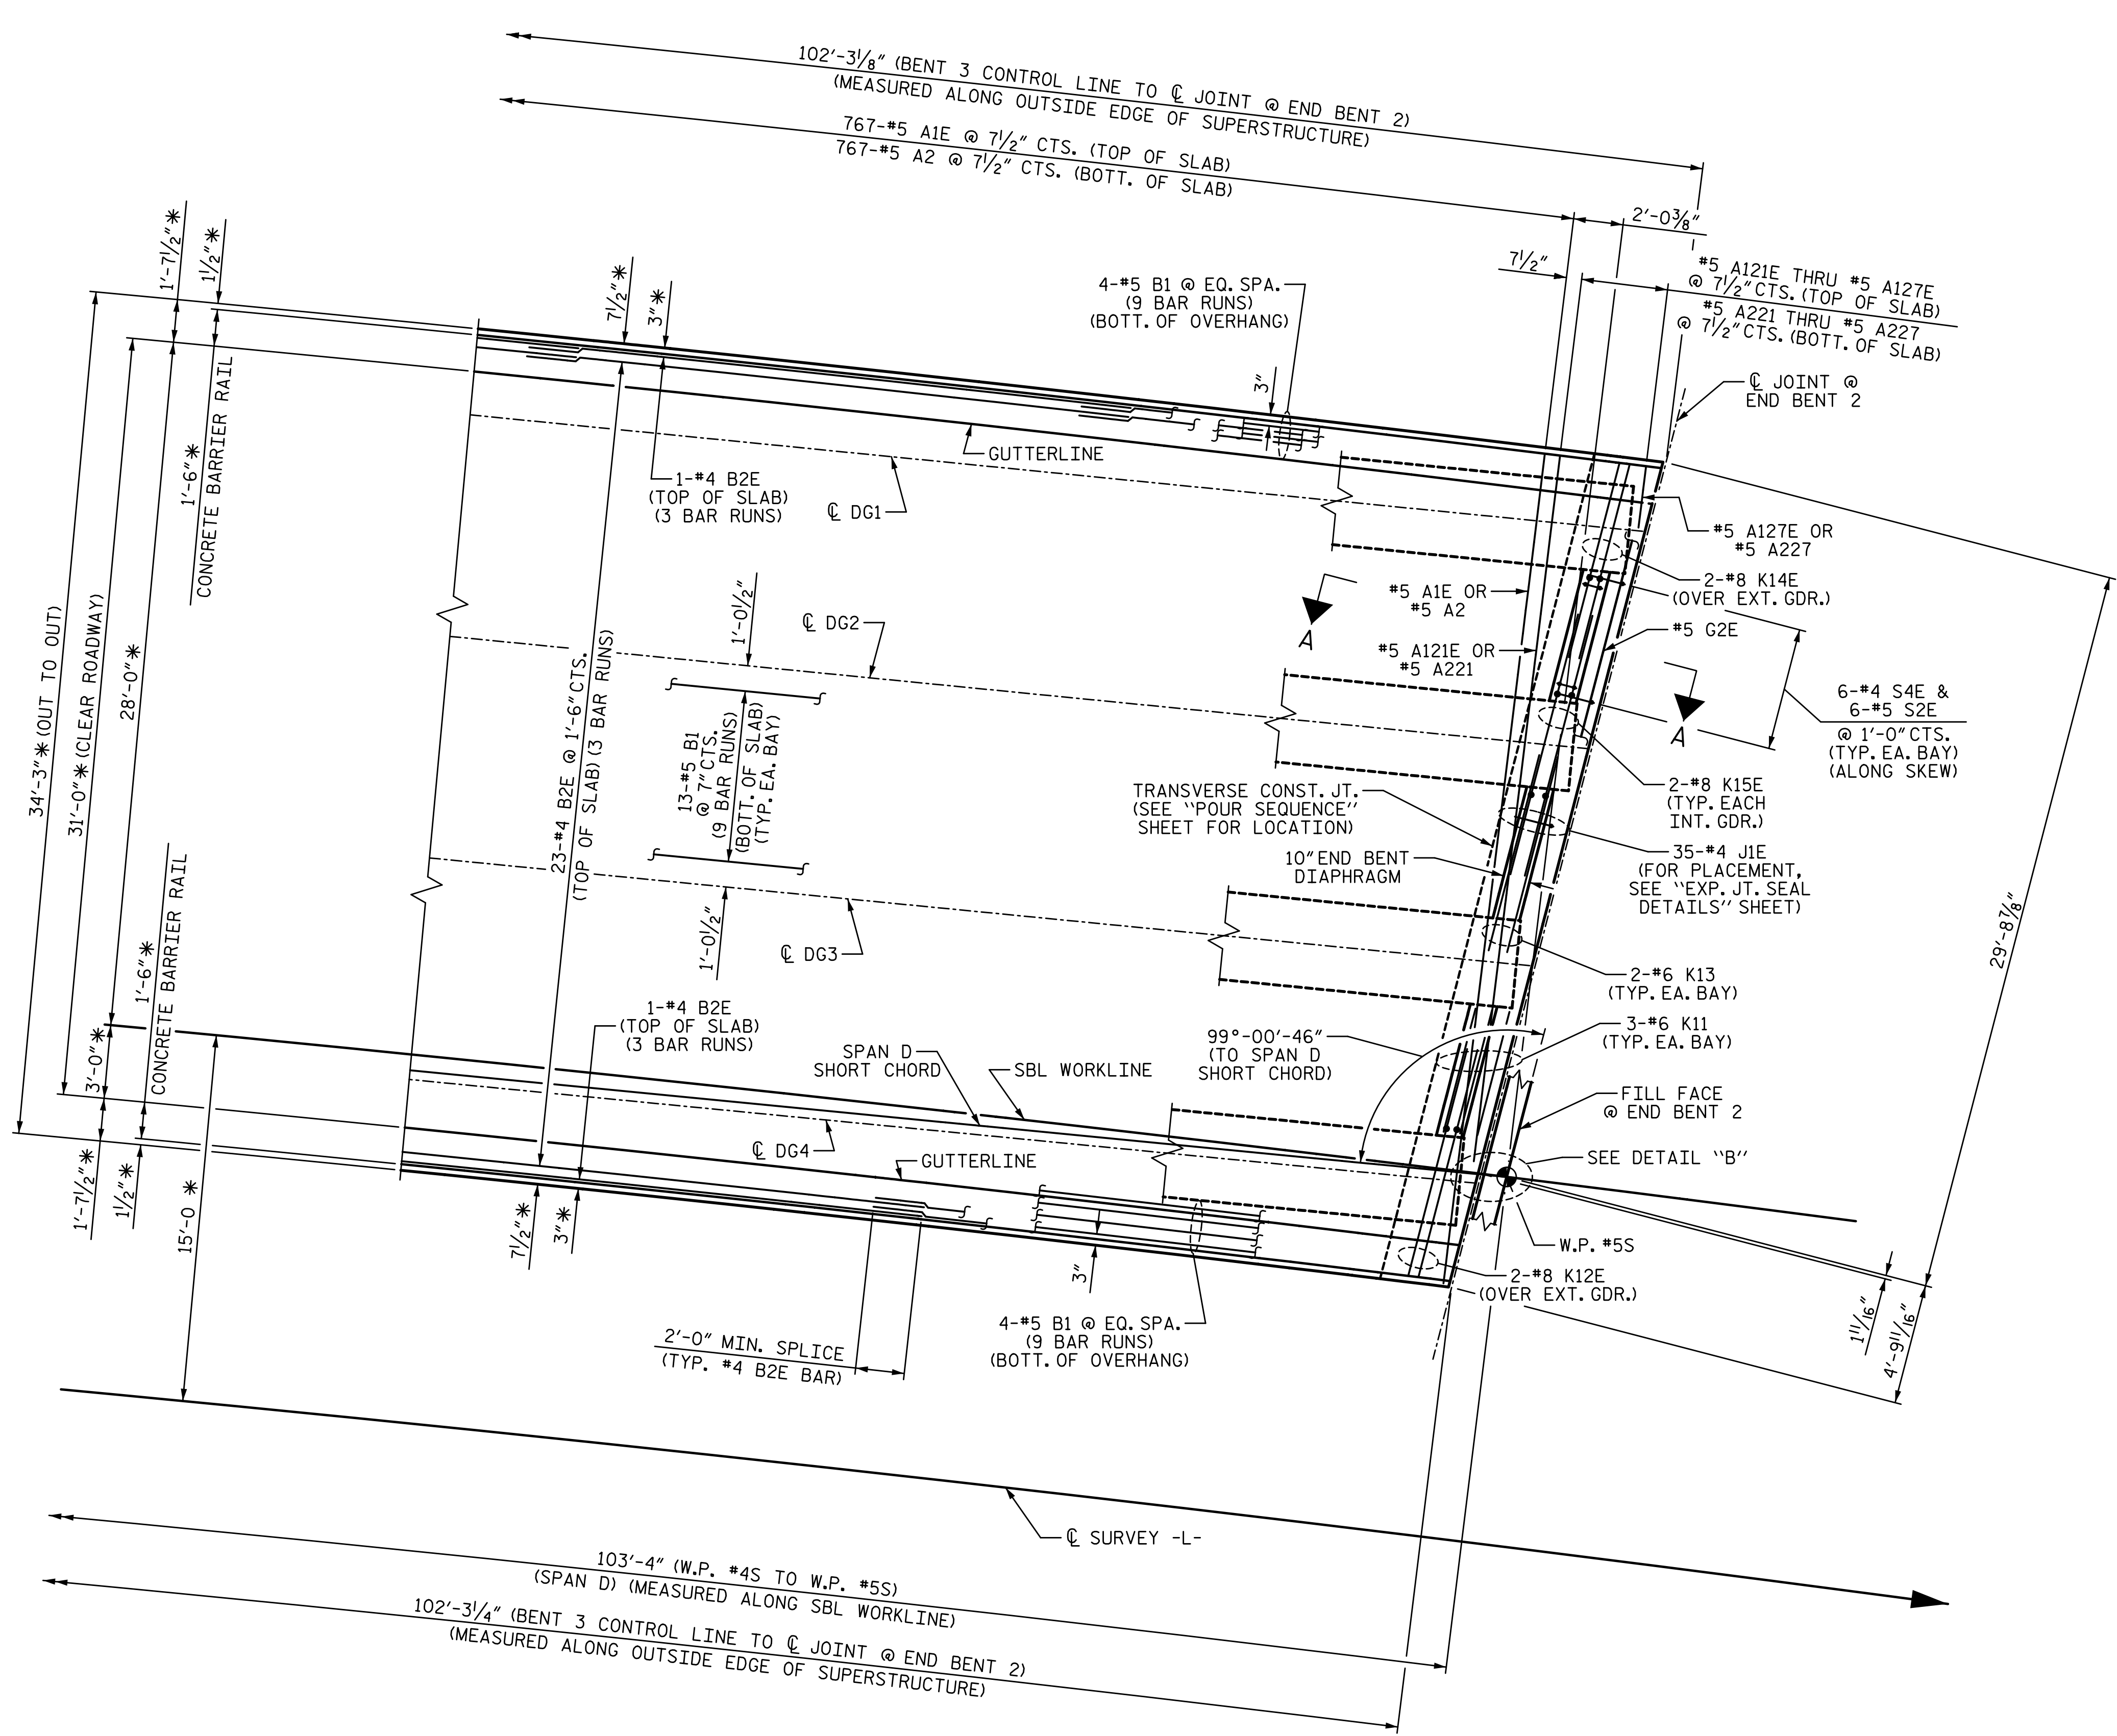 102'-3 1/8" (BENT 3 CONTROL LINE TO ℄ JOINT @ END BENT 2)
(MEASURED ALONG OUTSIDE EDGE OF SUPERSTRUCTURE)
767-#5 A1E @ 7 1/2" CTS. (TOP OF SLAB)
767-#5 A2 @ 7 1/2" CTS. (BOTT. OF SLAB)
2'-0 3/8"
7 1/2"
#5 A121E THRU #5 A127E
@ 7 1/2" CTS. (TOP OF SLAB)
#5 A221 THRU #5 A227
@ 7 1/2" CTS. (BOTT. OF SLAB)
1'-7 1/2"*
1 1/2"*
7 1/2"*
3"*
4-#5 B1 @ EQ. SPA.
(9 BAR RUNS)
(BOTT. OF OVERHANG)
3"
℄ JOINT @
END BENT 2
1'-6"*
CONCRETE BARRIER RAIL
GUTTERLINE
1-#4 B2E
(TOP OF SLAB)
(3 BAR RUNS)
℄ DG1
#5 A127E OR
#5 A227
2-#8 K14E
(OVER EXT. GDR.)
#5 G2E
#5 A1E OR
#5 A2
A
#5 A121E OR
#5 A221
A
6-#4 S4E &
6-#5 S2E
@ 1'-0" CTS.
(TYP. EA. BAY)
(ALONG SKEW)
34'-3"* (OUT TO OUT)
31'-0"* (CLEAR ROADWAY)
28'-0"*
1'-0 1/2"
℄ DG2
23-#4 B2E @ 1'-6" CTS.
(TOP OF SLAB) (3 BAR RUNS)
13-#5 B1
@ 7" CTS.
(9 BAR RUNS)
(BOTT. OF SLAB)
(TYP. EA. BAY)
1'-0 1/2"
℄ DG3
TRANSVERSE CONST. JT.
(SEE "POUR SEQUENCE"
SHEET FOR LOCATION)
10" END BENT
DIAPHRAGM
2-#8 K15E
(TYP. EACH
INT. GDR.)
35-#4 J1E
(FOR PLACEMENT,
SEE "EXP. JT. SEAL
DETAILS" SHEET)
29'-8 7/8"
2-#6 K13
(TYP. EA. BAY)
3-#6 K11
(TYP. EA. BAY)
1'-6"*
CONCRETE BARRIER RAIL
3'-0"*
1-#4 B2E
(TOP OF SLAB)
(3 BAR RUNS)
SPAN D
SHORT CHORD
SBL WORKLINE
99°-00'-46"
(TO SPAN D
SHORT CHORD)
FILL FACE
@ END BENT 2
SEE DETAIL "B"
℄ DG4
GUTTERLINE
1'-7 1/2"*
1 1/2"*
15'-0 *
7 1/2"*
3"*
3"
W.P. #5S
2-#8 K12E
(OVER EXT. GDR.)
1 11/16"
4'-9 11/16"
2'-0" MIN. SPLICE
(TYP. #4 B2E BAR)
4-#5 B1 @ EQ. SPA.
(9 BAR RUNS)
(BOTT. OF OVERHANG)
℄ SURVEY -L-
103'-4" (W.P. #4S TO W.P. #5S)
(SPAN D) (MEASURED ALONG SBL WORKLINE)
102'-3 1/4" (BENT 3 CONTROL LINE TO ℄ JOINT @ END BENT 2)
(MEASURED ALONG OUTSIDE EDGE OF SUPERSTRUCTURE)